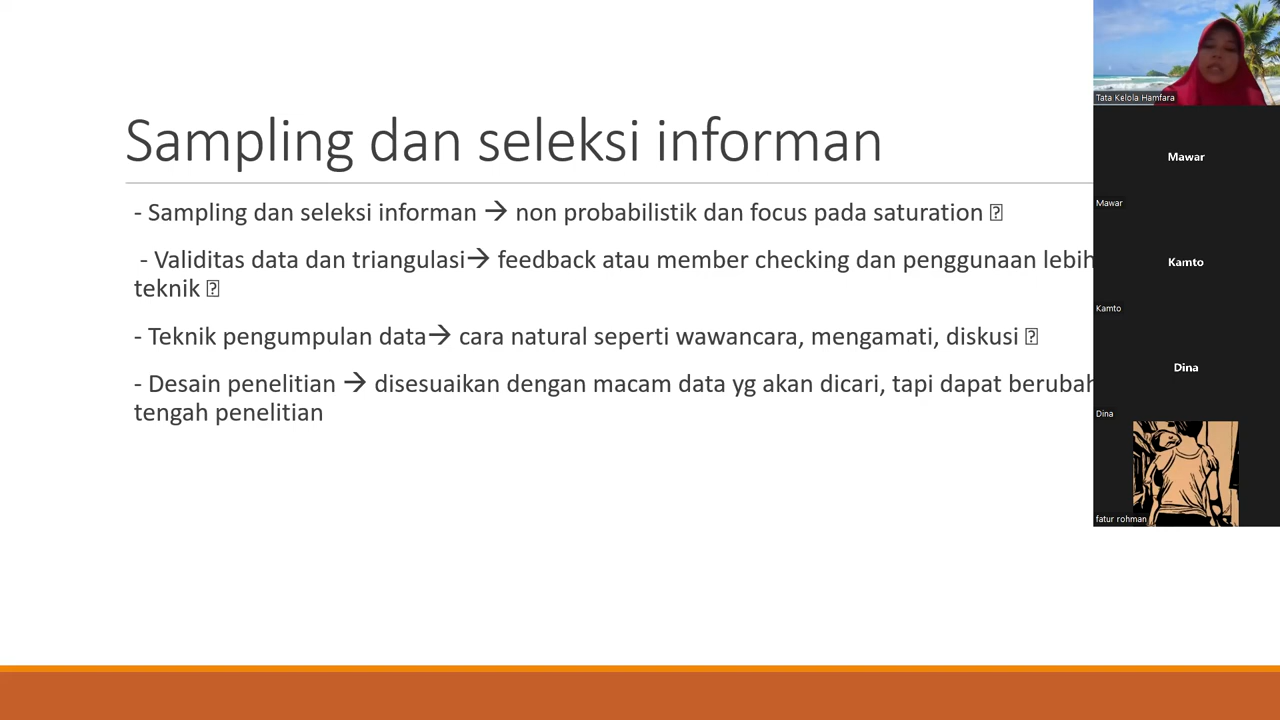 Sampling dan seleksi informan
- Sampling dan seleksi informan → non probabilistik dan focus pada saturation
- Validitas data dan triangulasi→ feedback atau member checking dan penggunaan lebih
teknik
- Teknik pengumpulan data→ cara natural seperti wawancara, mengamati, diskusi
- Desain penelitian → disesuaikan dengan macam data yg akan dicari, tapi dapat berubah
tengah penelitian
Tata Kelola Hamfara
Mawar
Mawar
Kamto
Kamto
Dina
Dina
fatur rohman